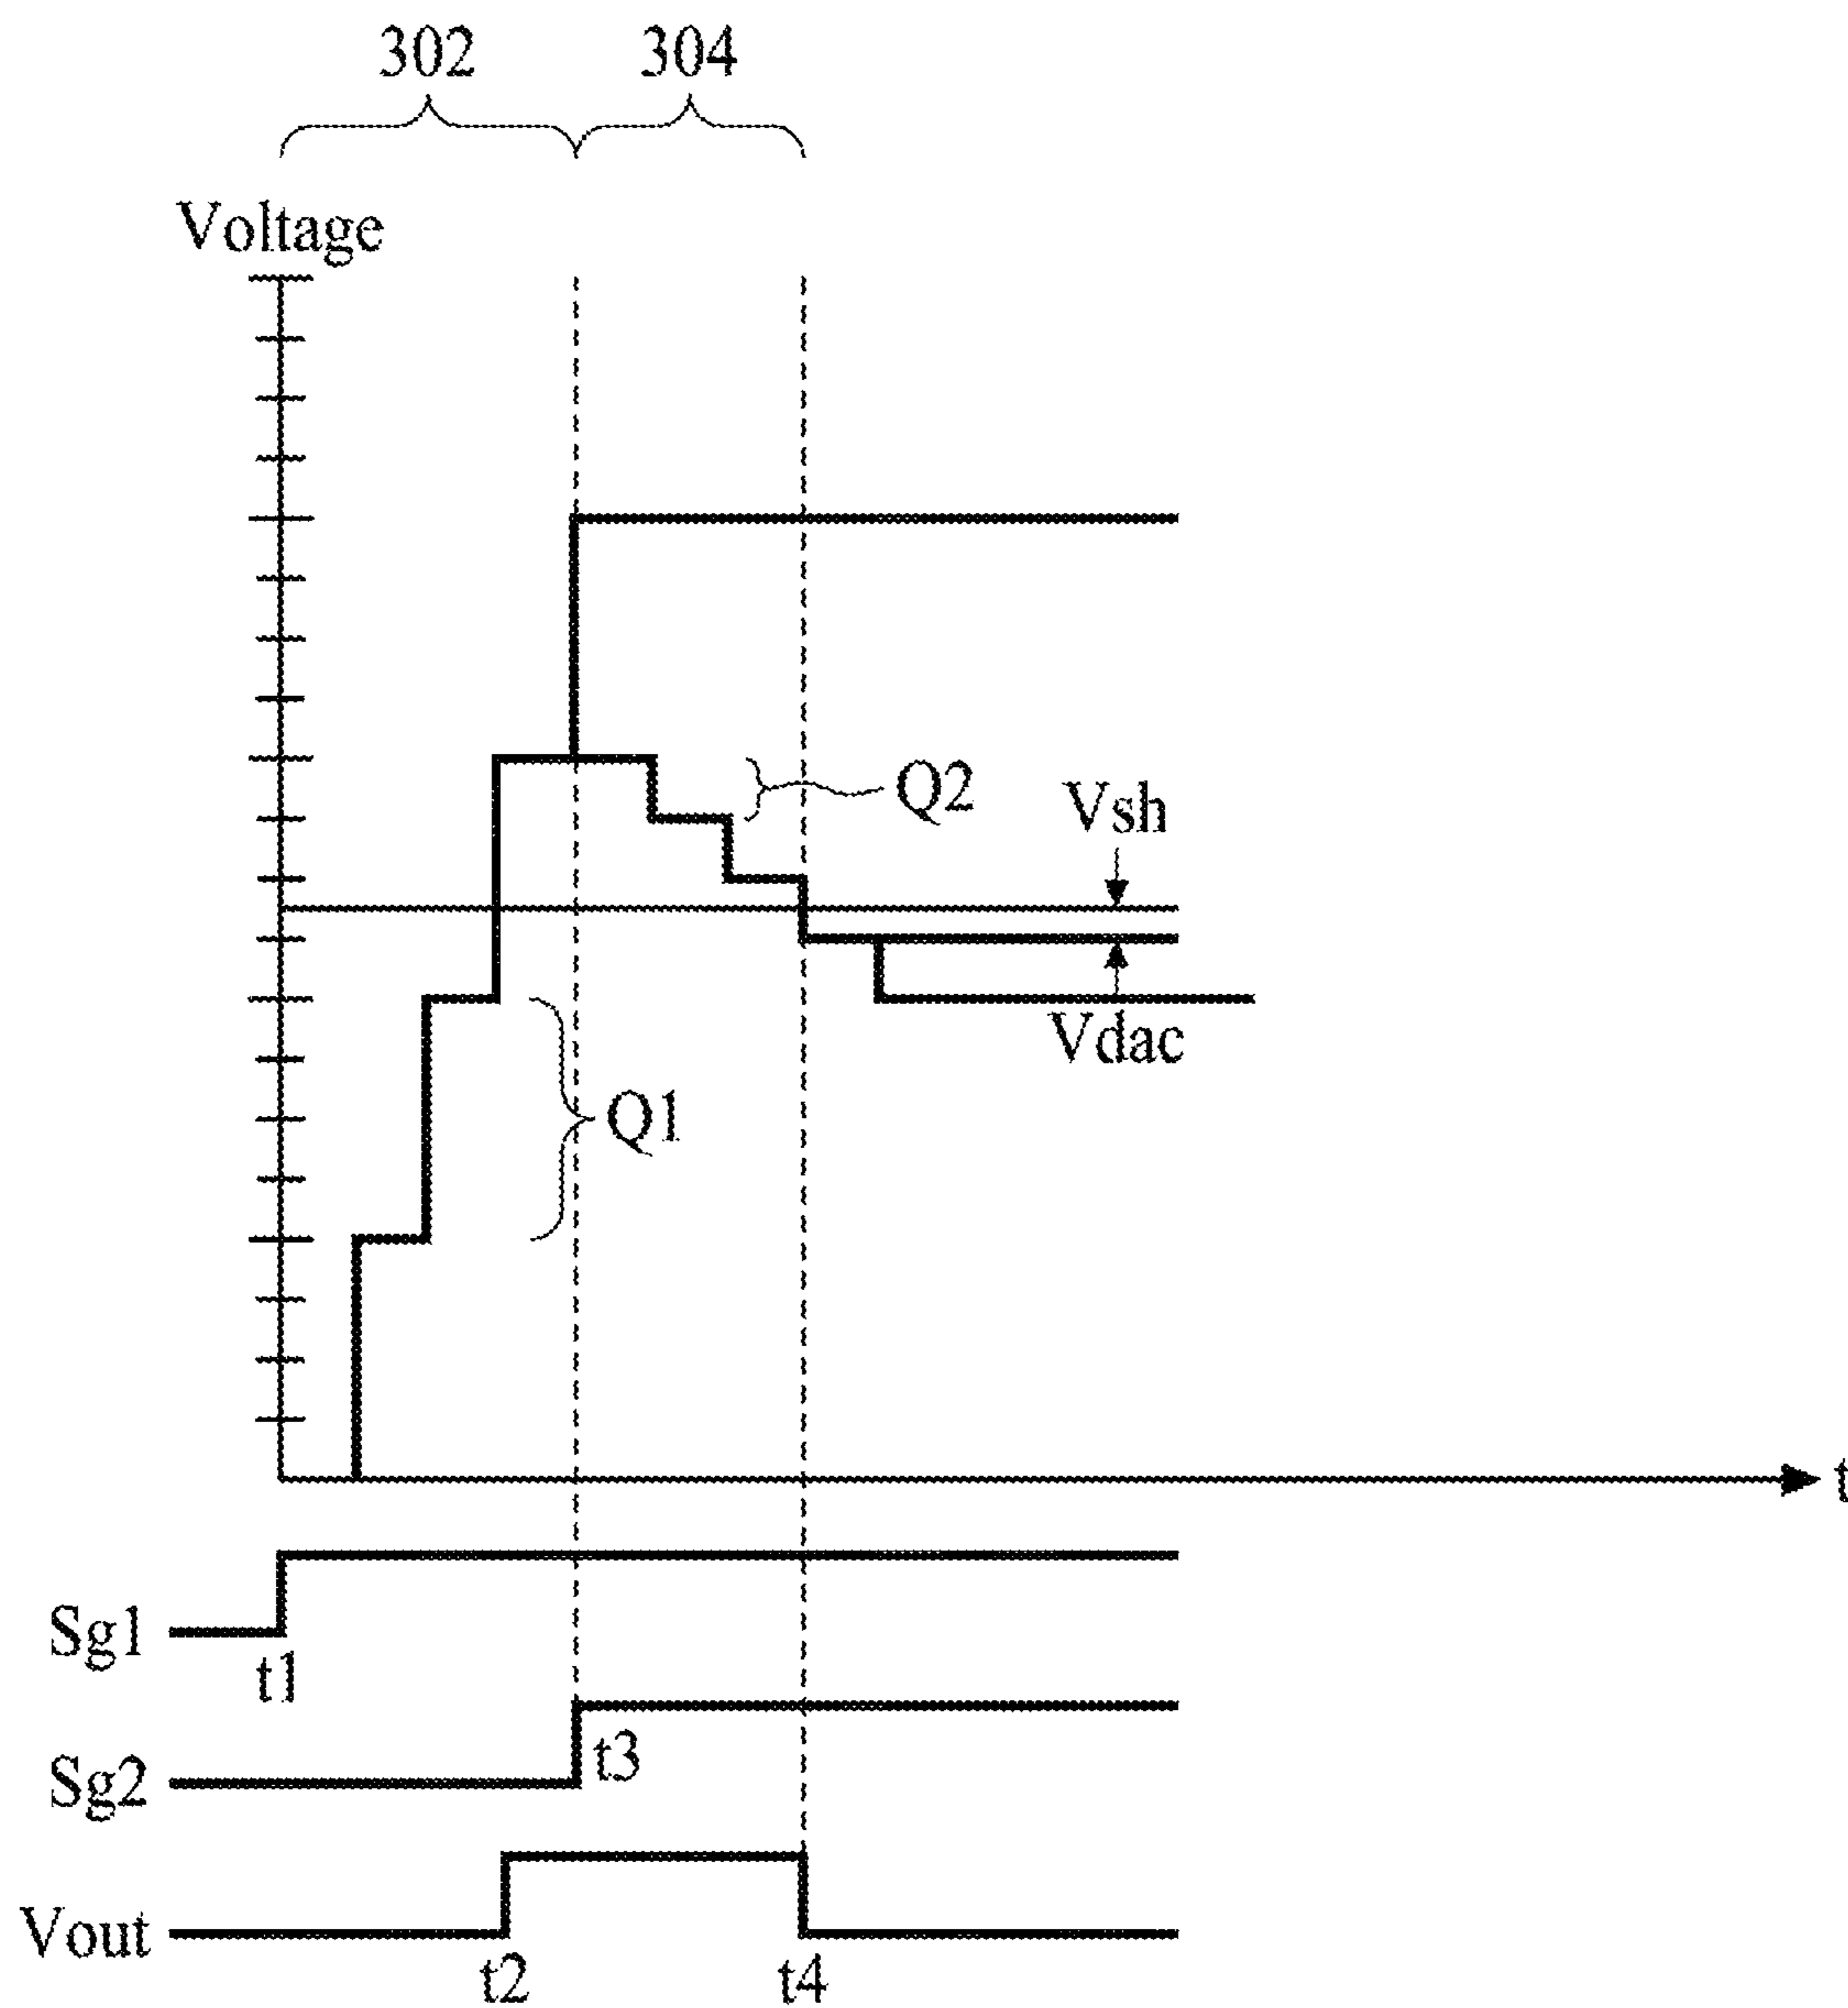 302 304
Voltage
Q2
Vsh
Vdac
Q1
t
Sg1
t1
Sg2
t3
Vout
t2 t4